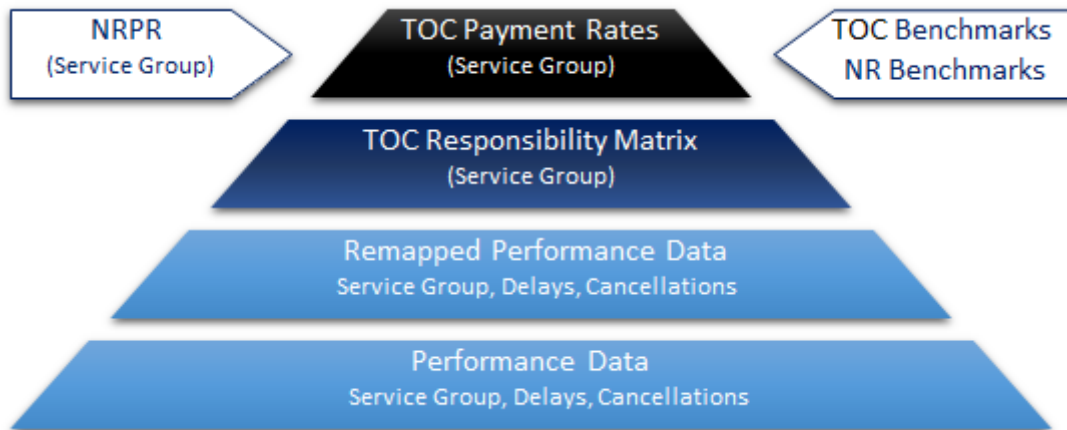 NRPR
(Service Group)
TOC Payment Rates
(Service Group)
TOC Benchmarks
NR Benchmarks
TOC Responsibility Matrix
(Service Group)
Remapped Performance Data
Service Group, Delays, Cancellations
Performance Data
Service Group, Delays, Cancellations